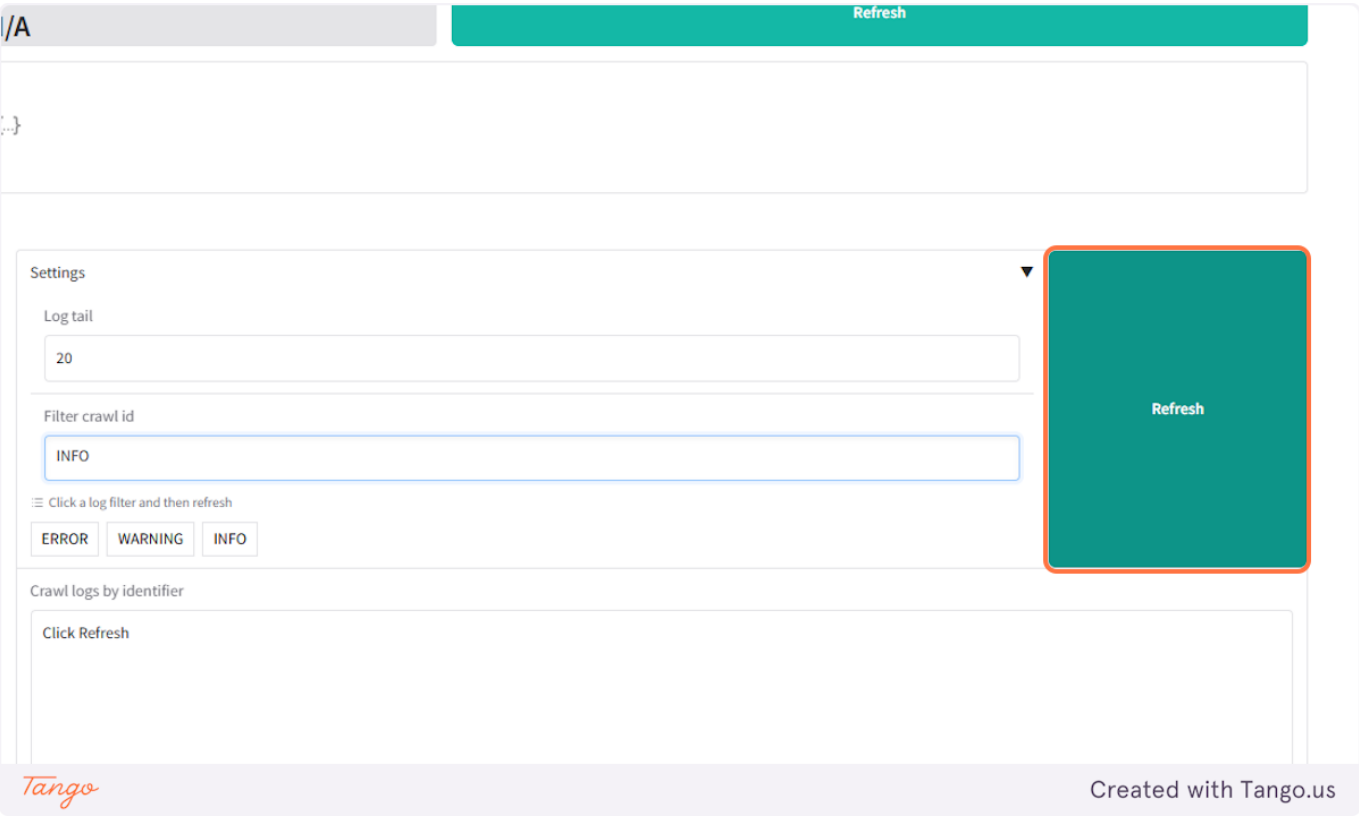 /A
Refresh
{...}
Settings
Log tail
20
Filter crawl id
INFO
Refresh
Click a log filter and then refresh
ERROR WARNING INFO
Crawl logs by identifier
Click Refresh
Tango
Created with Tango.us